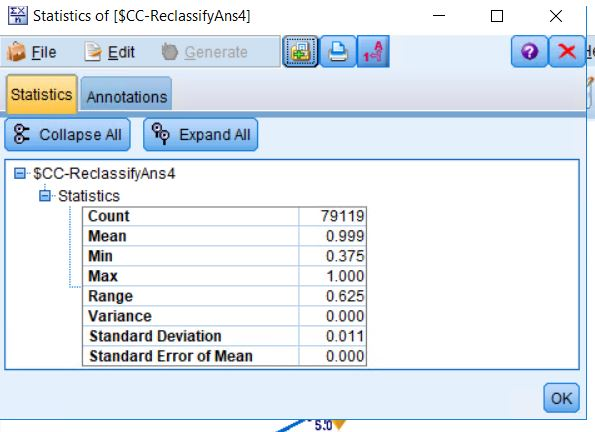 Statistics of [$CC-ReclassifyAns4]
File Edit Generate
Statistics Annotations
Collapse All Expand All
$CC-ReclassifyAns4
Statistics
Count 79119
Mean 0.999
Min 0.375
Max 1.000
Range 0.625
Variance 0.000
Standard Deviation 0.011
Standard Error of Mean 0.000
OK
5.0